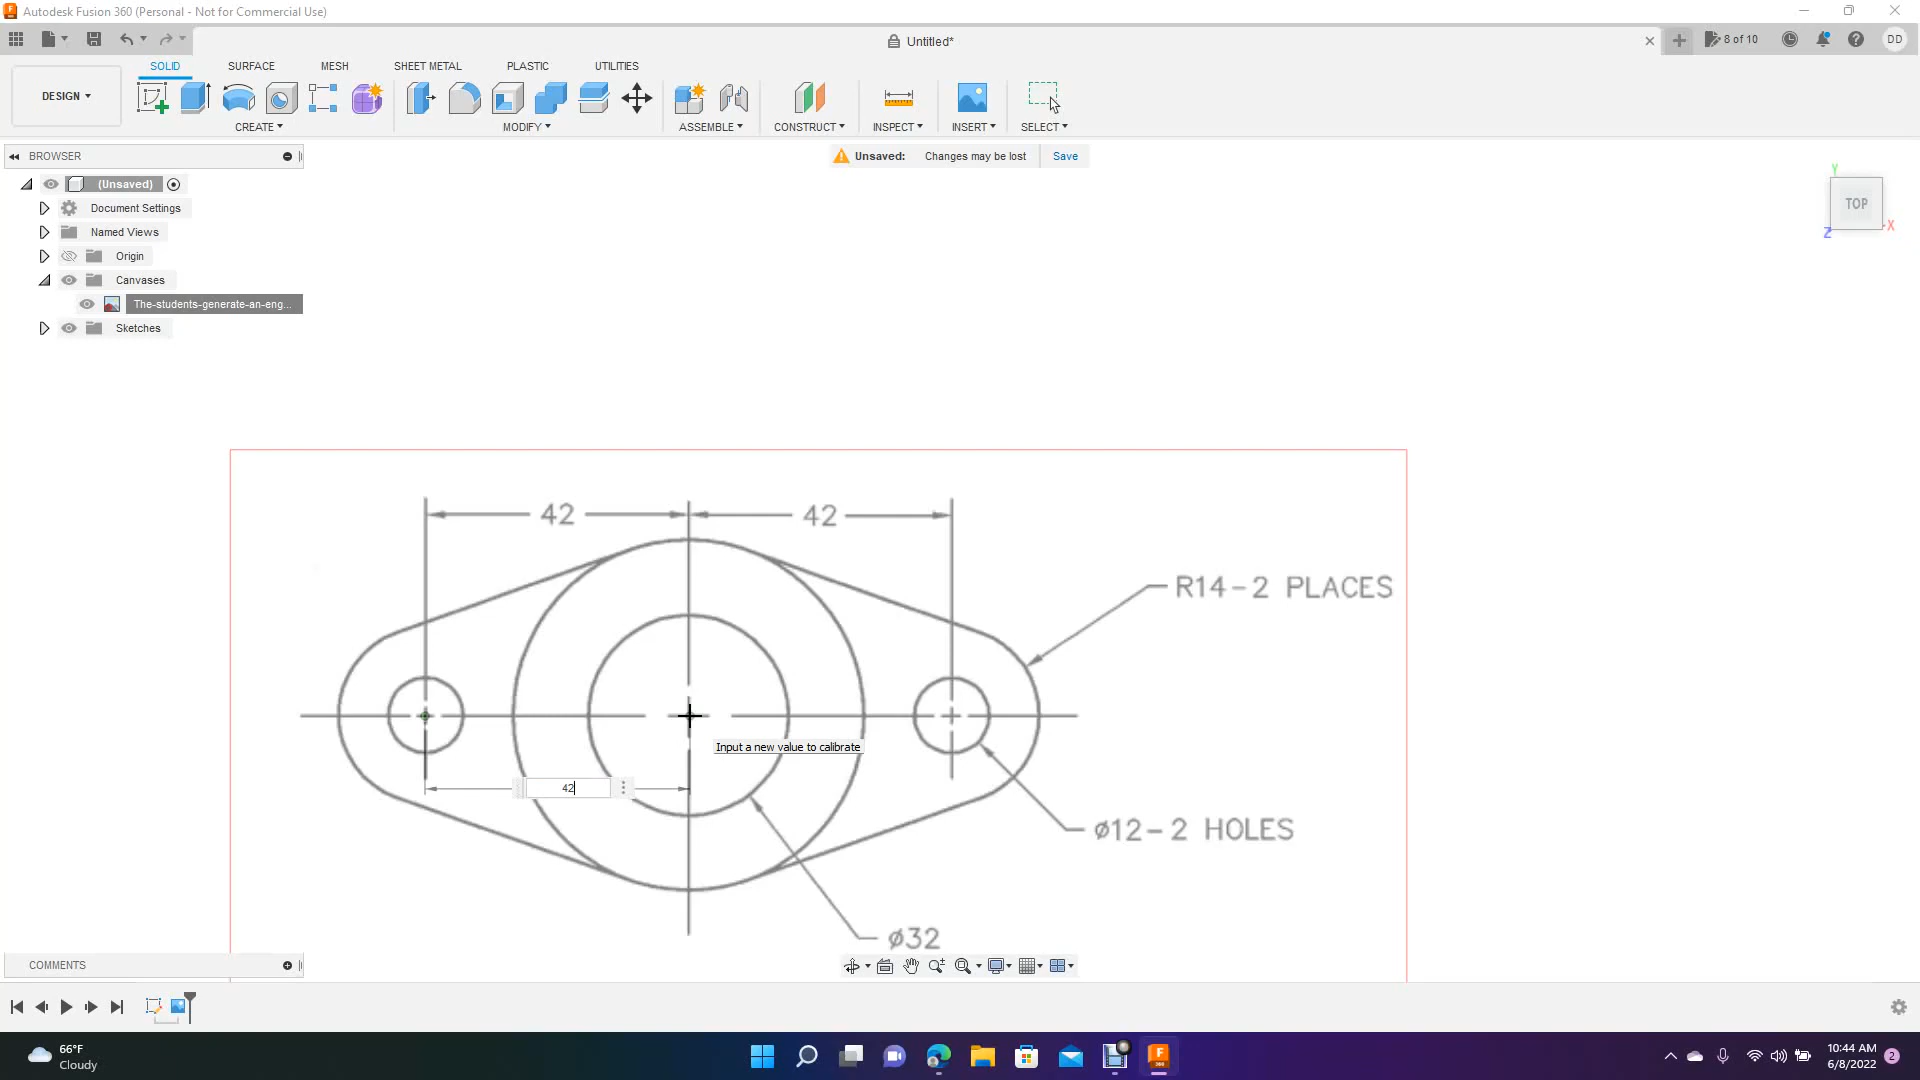 Autodesk Fusion 360 (Personal - Not for Commercial Use)
Untitled*
8 of 10
DD
DESIGN
SOLID
SURFACE
MESH
SHEET METAL
PLASTIC
UTILITIES
CREATE
MODIFY
ASSEMBLE
CONSTRUCT
INSPECT
INSERT
SELECT
BROWSER
Unsaved: Changes may be lost
Save
(Unsaved)
Document Settings
Named Views
Origin
Canvases
The-students-generate-an-eng...
Sketches
Y
TOP
X
Z
42
42
R14-2 PLACES
Input a new value to calibrate
42
ø12-2 HOLES
ø32
COMMENTS
66°F
Cloudy
10:44 AM
6/8/2022
2